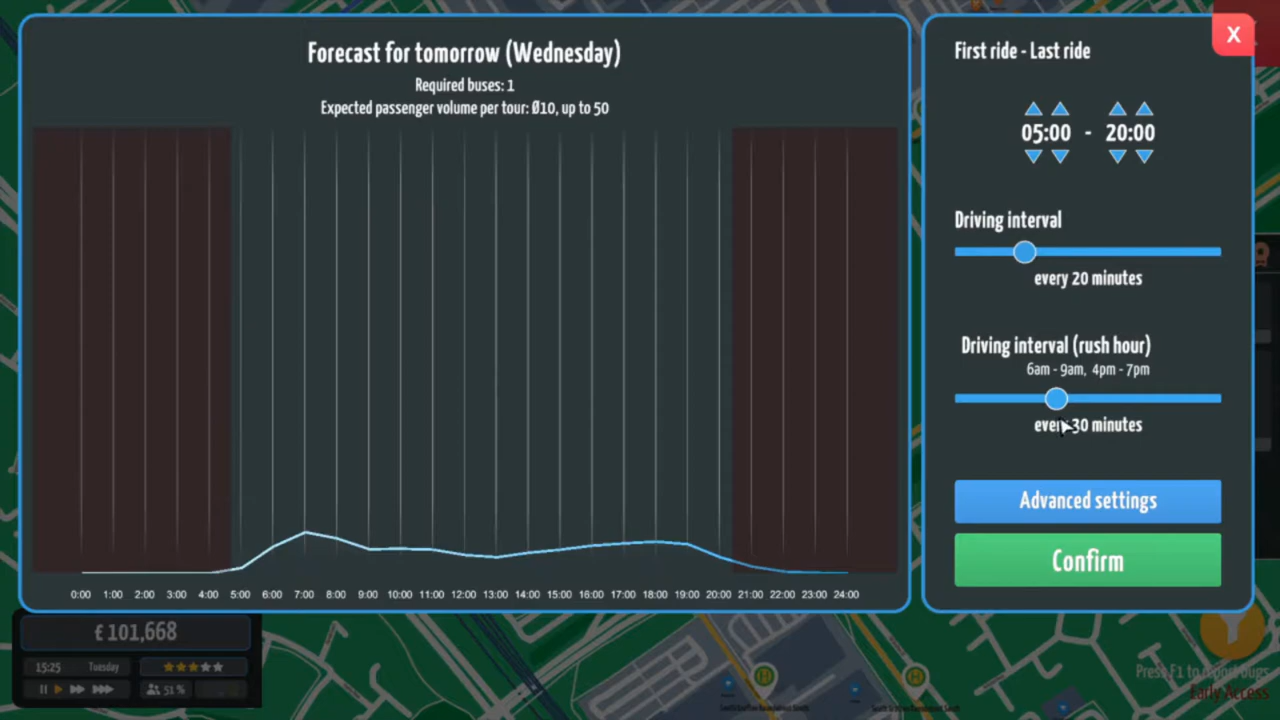 Forecast for tomorrow (Wednesday)
Required buses: 1
Expected passenger volume per tour: Ø10, up to 50
0:00 1:00 2:00 3:00 4:00 5:00 6:00 7:00 8:00 9:00 10:00 11:00 12:00 13:00 14:00 15:00 16:00 17:00 18:00 19:00 20:00 21:00 22:00 23:00 24:00
X
First ride - Last ride
05:00 - 20:00
Driving interval
every 20 minutes
Driving interval (rush hour)
6am - 9am, 4pm - 7pm
every 30 minutes
Advanced settings
Confirm
£ 101,668
15:25 Tuesday
51 %
H H
Press F1 to report bugs
Early Access